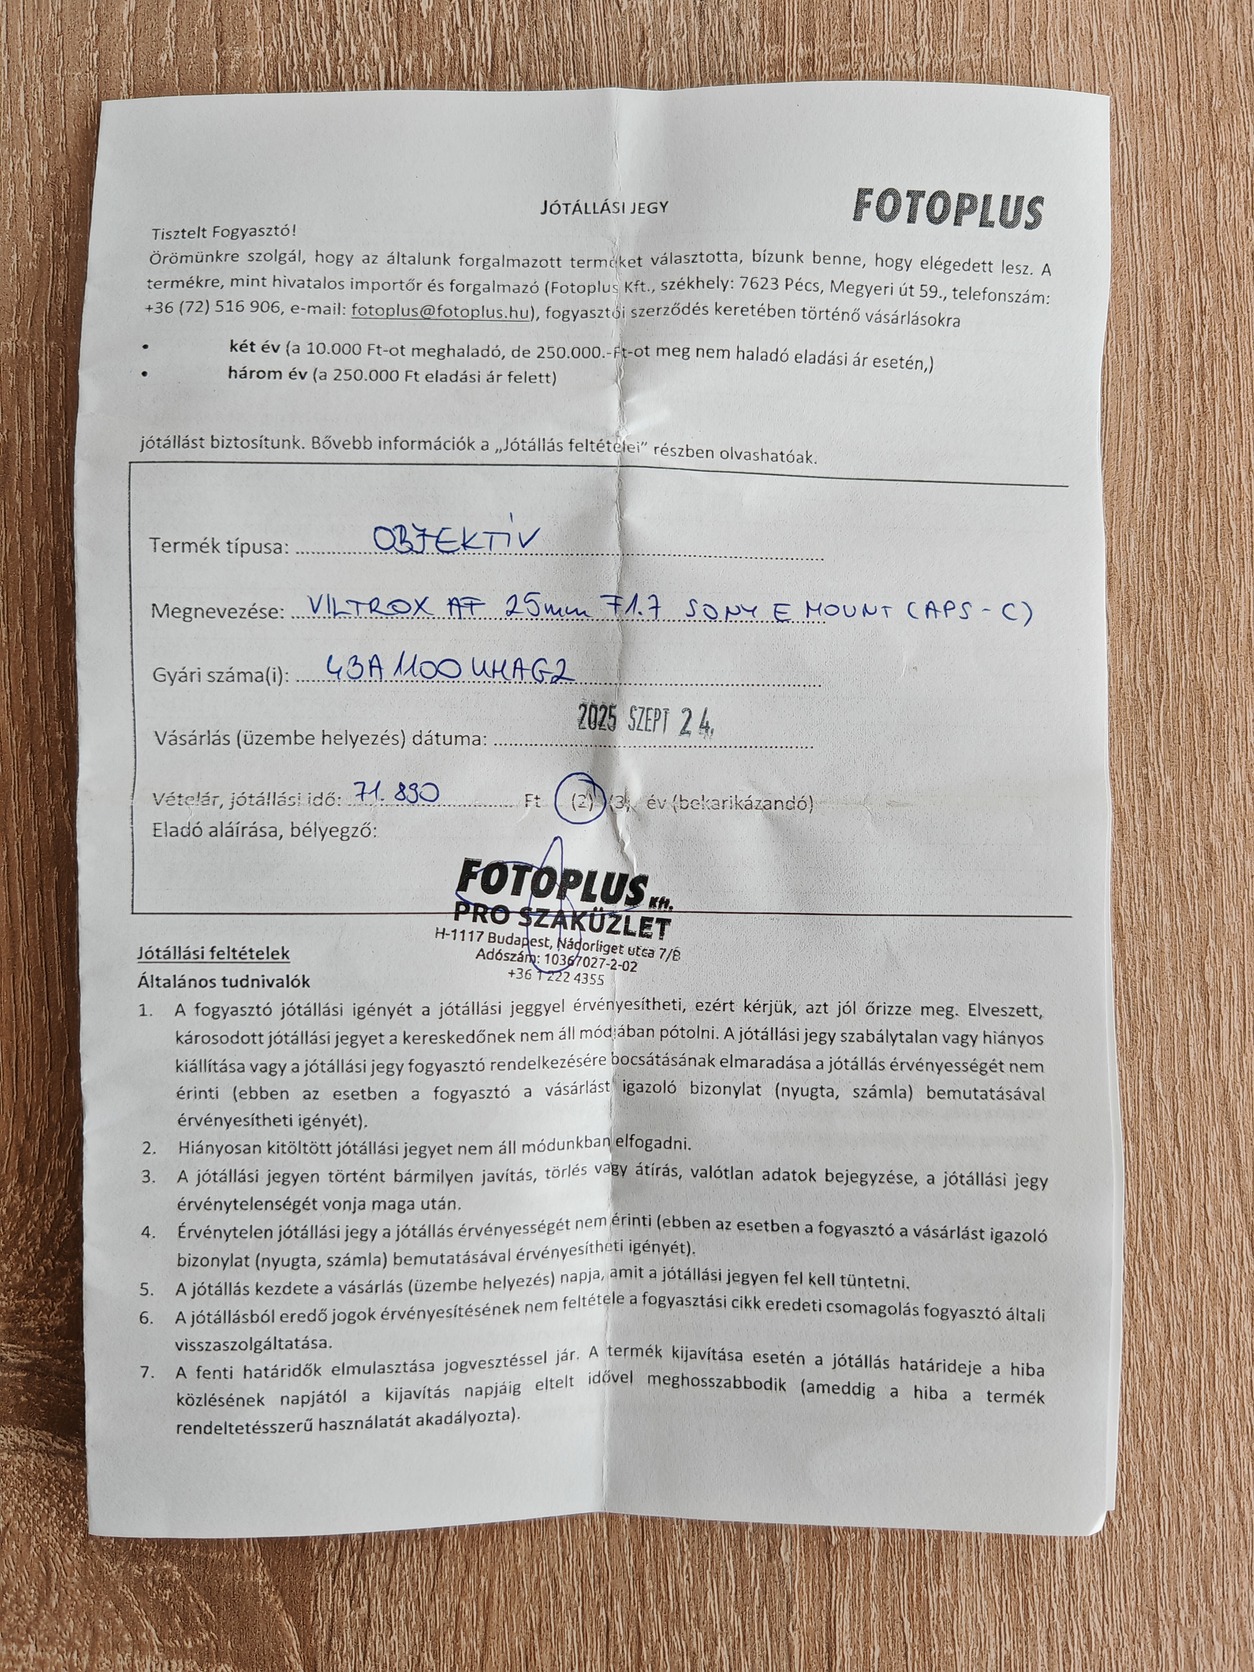 JÓTÁLLÁSI JEGY
FOTOPLUS
Tisztelt Fogyasztó!
Örömünkre szolgál, hogy az általunk forgalmazott terméket választotta, bízunk benne, hogy elégedett lesz. A
termékre, mint hivatalos importőr és forgalmazó (Fotoplus Kft., székhely: 7623 Pécs, Megyeri út 59., telefonszám:
+36 (72) 516 906, e-mail: fotoplus@fotoplus.hu), fogyasztói szerződés keretében történő vásárlásokra
• két év (a 10.000 Ft-ot meghaladó, de 250.000.-Ft-ot meg nem haladó eladási ár esetén,)
• három év (a 250.000 Ft eladási ár felett)
jótállást biztosítunk. Bővebb információk a „Jótállás feltételei” részben olvashatóak.
Termék típusa: OBJEKTÍV
Megnevezése: VILTROX AF 25mm F1.7 SONY E MOUNT (APS-C)
Gyári száma(i): 43A1100UHAG2
Vásárlás (üzembe helyezés) dátuma: 2025 SZEPT 24.
Vételár, jótállási idő: 71.890 Ft (2) (3) év (bekarikázandó)
Eladó aláírása, bélyegző:
FOTOPLUS Kft.
PRO SZAKÜZLET
H-1117 Budapest, Nádorliget utca 7/B
Adószám: 10367027-2-02
+36 1 222 4355
Jótállási feltételek
Általános tudnivalók
1. A fogyasztó jótállási igényét a jótállási jeggyel érvényesítheti, ezért kérjük, azt jól őrizze meg. Elveszett,
károsodott jótállási jegyet a kereskedőnek nem áll módjában pótolni. A jótállási jegy szabálytalan vagy hiányos
kiállítása vagy a jótállási jegy fogyasztó rendelkezésére bocsátásának elmaradása a jótállás érvényességét nem
érinti (ebben az esetben a fogyasztó a vásárlást igazoló bizonylat (nyugta, számla) bemutatásával
érvényesítheti igényét).
2. Hiányosan kitöltött jótállási jegyet nem áll módunkban elfogadni.
3. A jótállási jegyen történt bármilyen javítás, törlés vagy átírás, valótlan adatok bejegyzése, a jótállási jegy
érvénytelenségét vonja maga után.
4. Érvénytelen jótállási jegy a jótállás érvényességét nem érinti (ebben az esetben a fogyasztó a vásárlást igazoló
bizonylat (nyugta, számla) bemutatásával érvényesítheti igényét).
5. A jótállás kezdete a vásárlás (üzembe helyezés) napja, amit a jótállási jegyen fel kell tüntetni.
6. A jótállásból eredő jogok érvényesítésének nem feltétele a fogyasztási cikk eredeti csomagolás fogyasztó általi
visszaszolgáltatása.
7. A fenti határidők elmulasztása jogvesztéssel jár. A termék kijavítása esetén a jótállás határideje a hiba
közlésének napjától a kijavítás napjáig eltelt idővel meghosszabbodik (ameddig a hiba a termék
rendeltetésszerű használatát akadályozta).